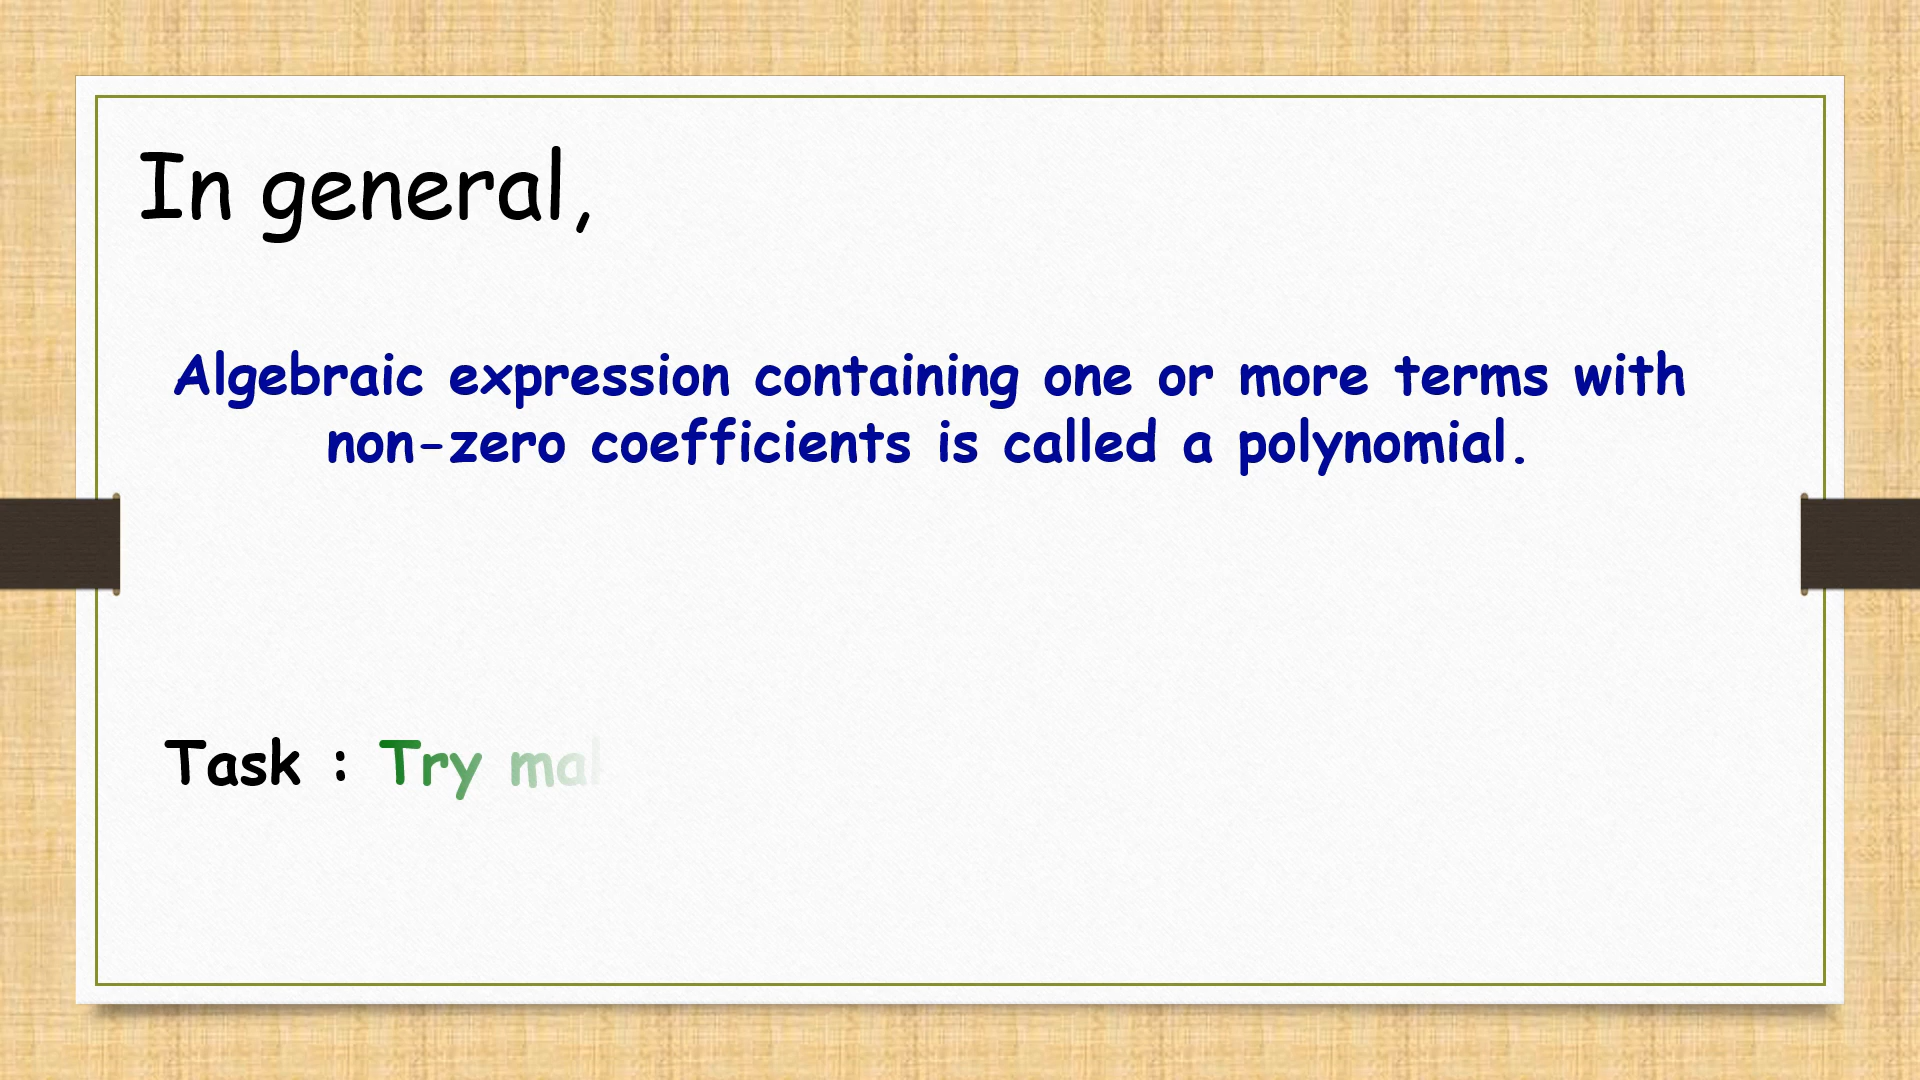 In general,
Algebraic expression containing one or more terms with
non-zero coefficients is called a polynomial.
Task : Try